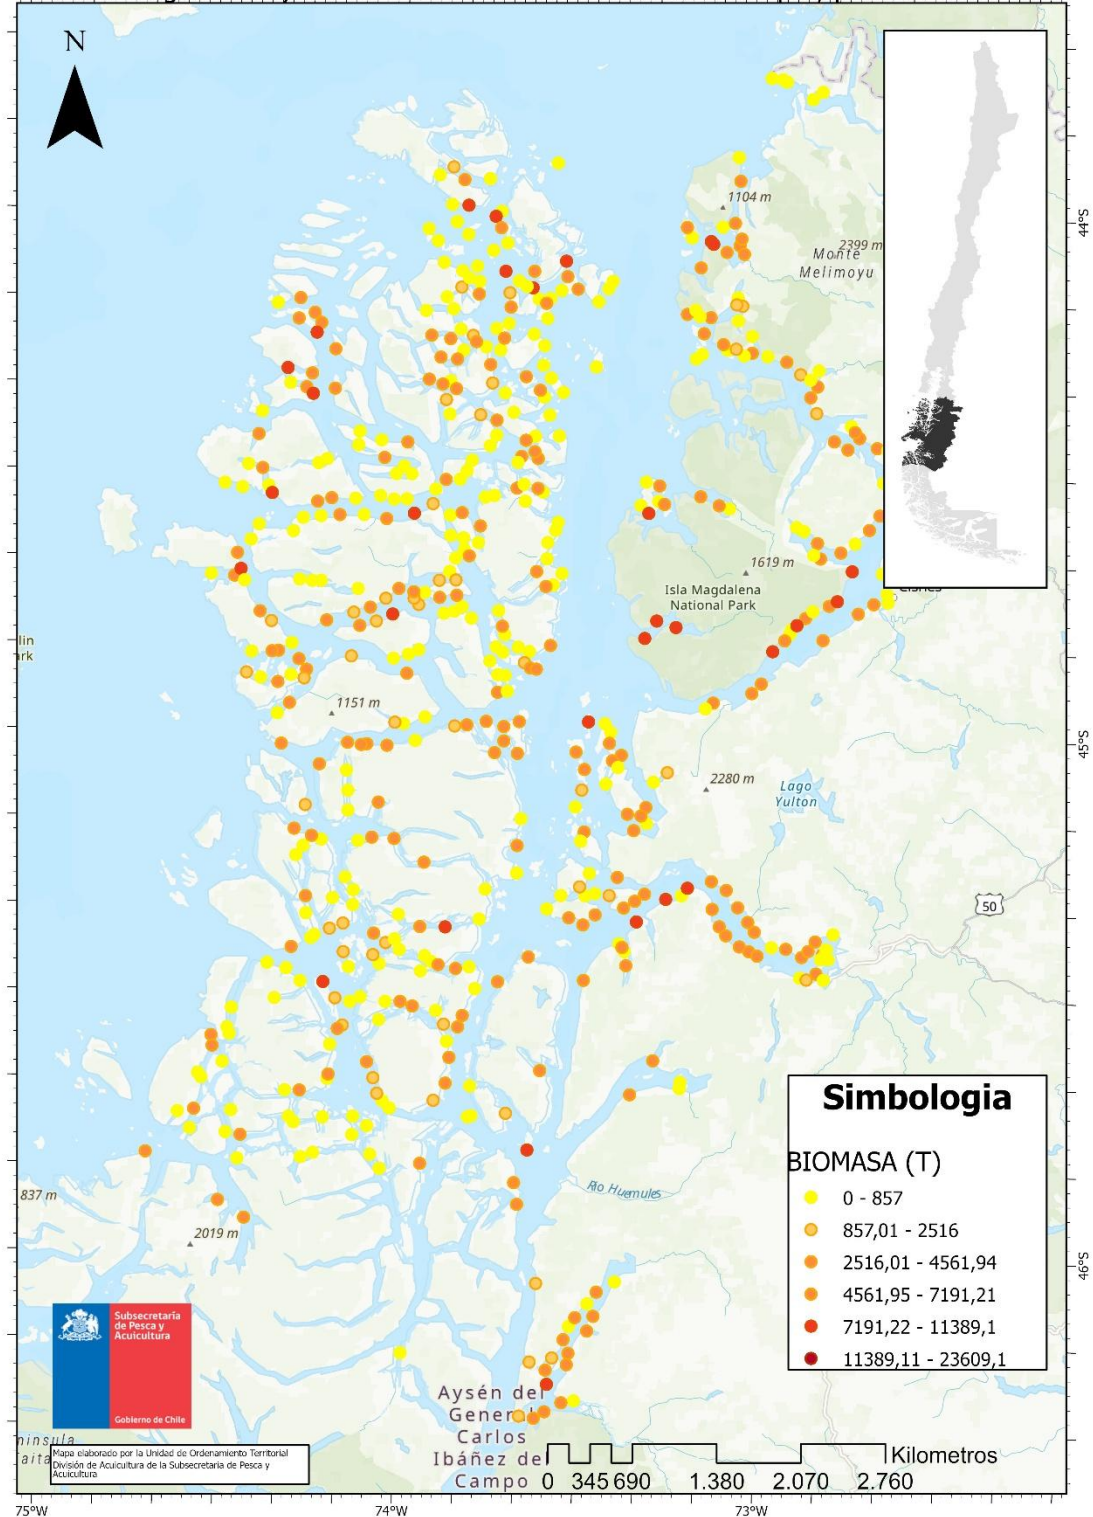 N
1104 m
44°S
2399 m
Monte
Melimoyu
1619 m
Isla Magdalena
National Park
1151 m
45°S
2280 m
Lago
Yulton
50
Simbologia
BIOMASA (T)
0 - 857
857,01 - 2516
2516,01 - 4561,94
4561,95 - 7191,21
7191,22 - 11389,1
11389,11 - 23609,1
Rio Huemules
837 m
2019 m
46°S
Subsecretaría
de Pesca y
Acuicultura
Gobierno de Chile
Aysén del
General
Carlos
Ibáñez del
Campo
Mapa elaborado por la Unidad de Ordenamiento Territorial
División de Acuicultura de la Subsecretaria de Pesca y
Acuicultura
Kilometros
0 345 690 1.380 2.070 2.760
75°W 74°W 73°W